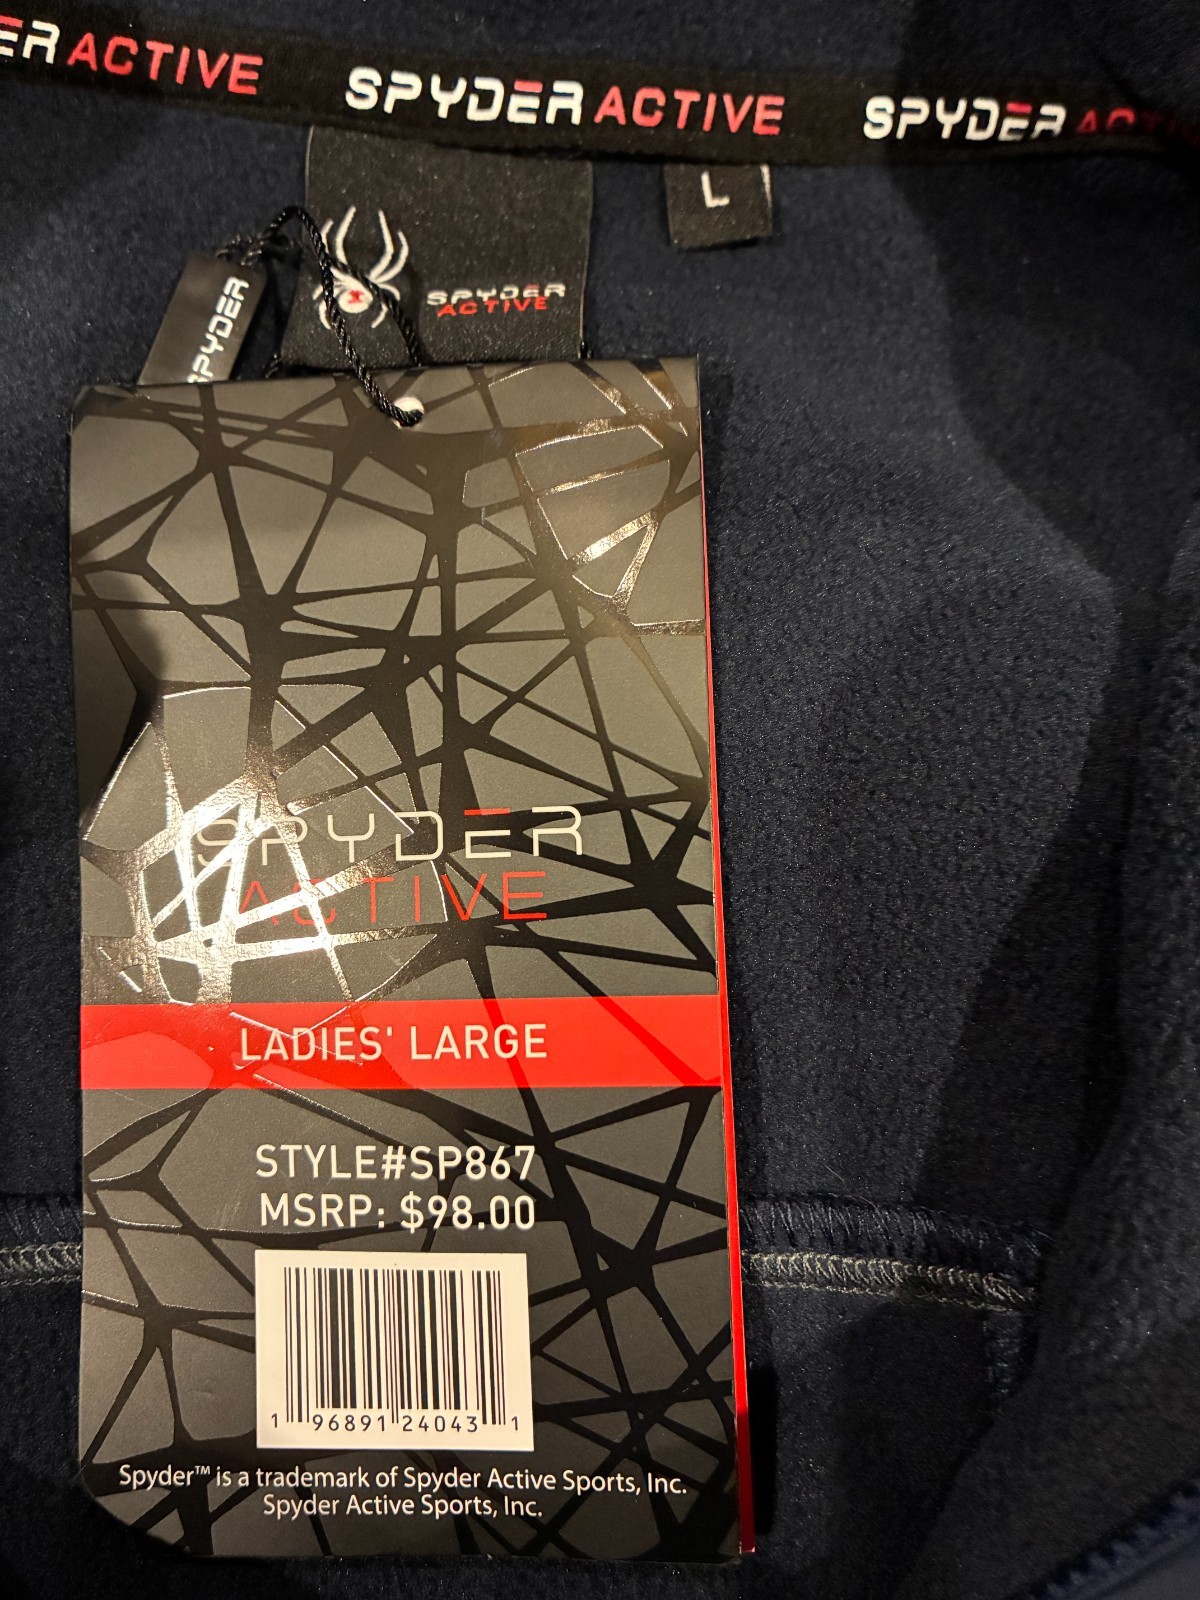 ER ACTIVE SPYDER ACTIVE SPYDER ACTI
L
SPYDER
SPYDER
ACTIVE
SPYDER
ACTIVE
LADIES' LARGE
STYLE#SP867
MSRP: $98.00
1 96891 24043 1
Spyder™ is a trademark of Spyder Active Sports, Inc.
Spyder Active Sports, Inc.